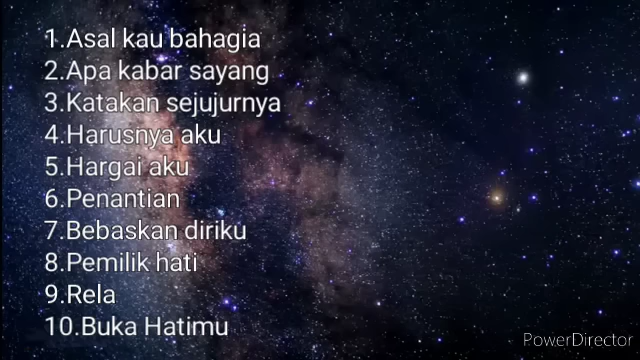 1.Asal kau bahagia
2.Apa kabar sayang
3.Katakan sejujurnya
4.Harusnya aku
5.Hargai aku
6.Penantian
7.Bebaskan diriku
8.Pemilik hati
9.Rela
10.Buka Hatimu
PowerDirector